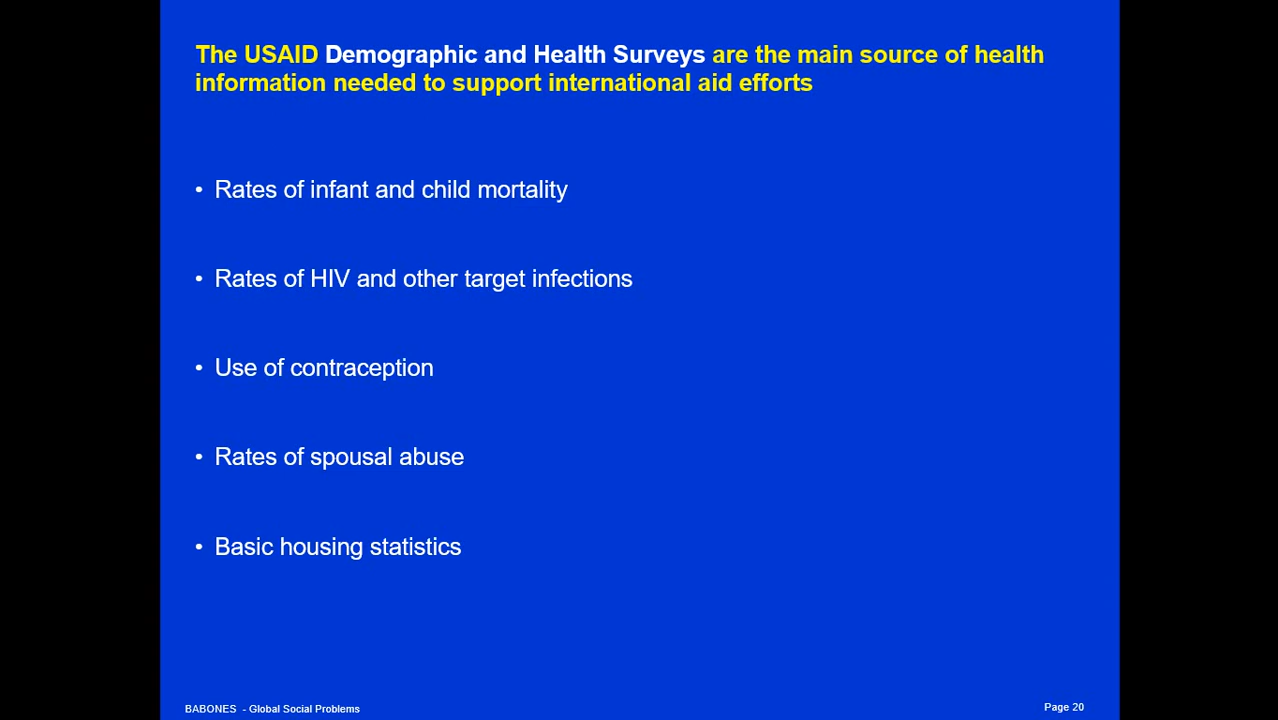 The USAID Demographic and Health Surveys are the main source of health
information needed to support international aid efforts
• Rates of infant and child mortality
• Rates of HIV and other target infections
• Use of contraception
• Rates of spousal abuse
• Basic housing statistics
BABONES - Global Social Problems
Page 20